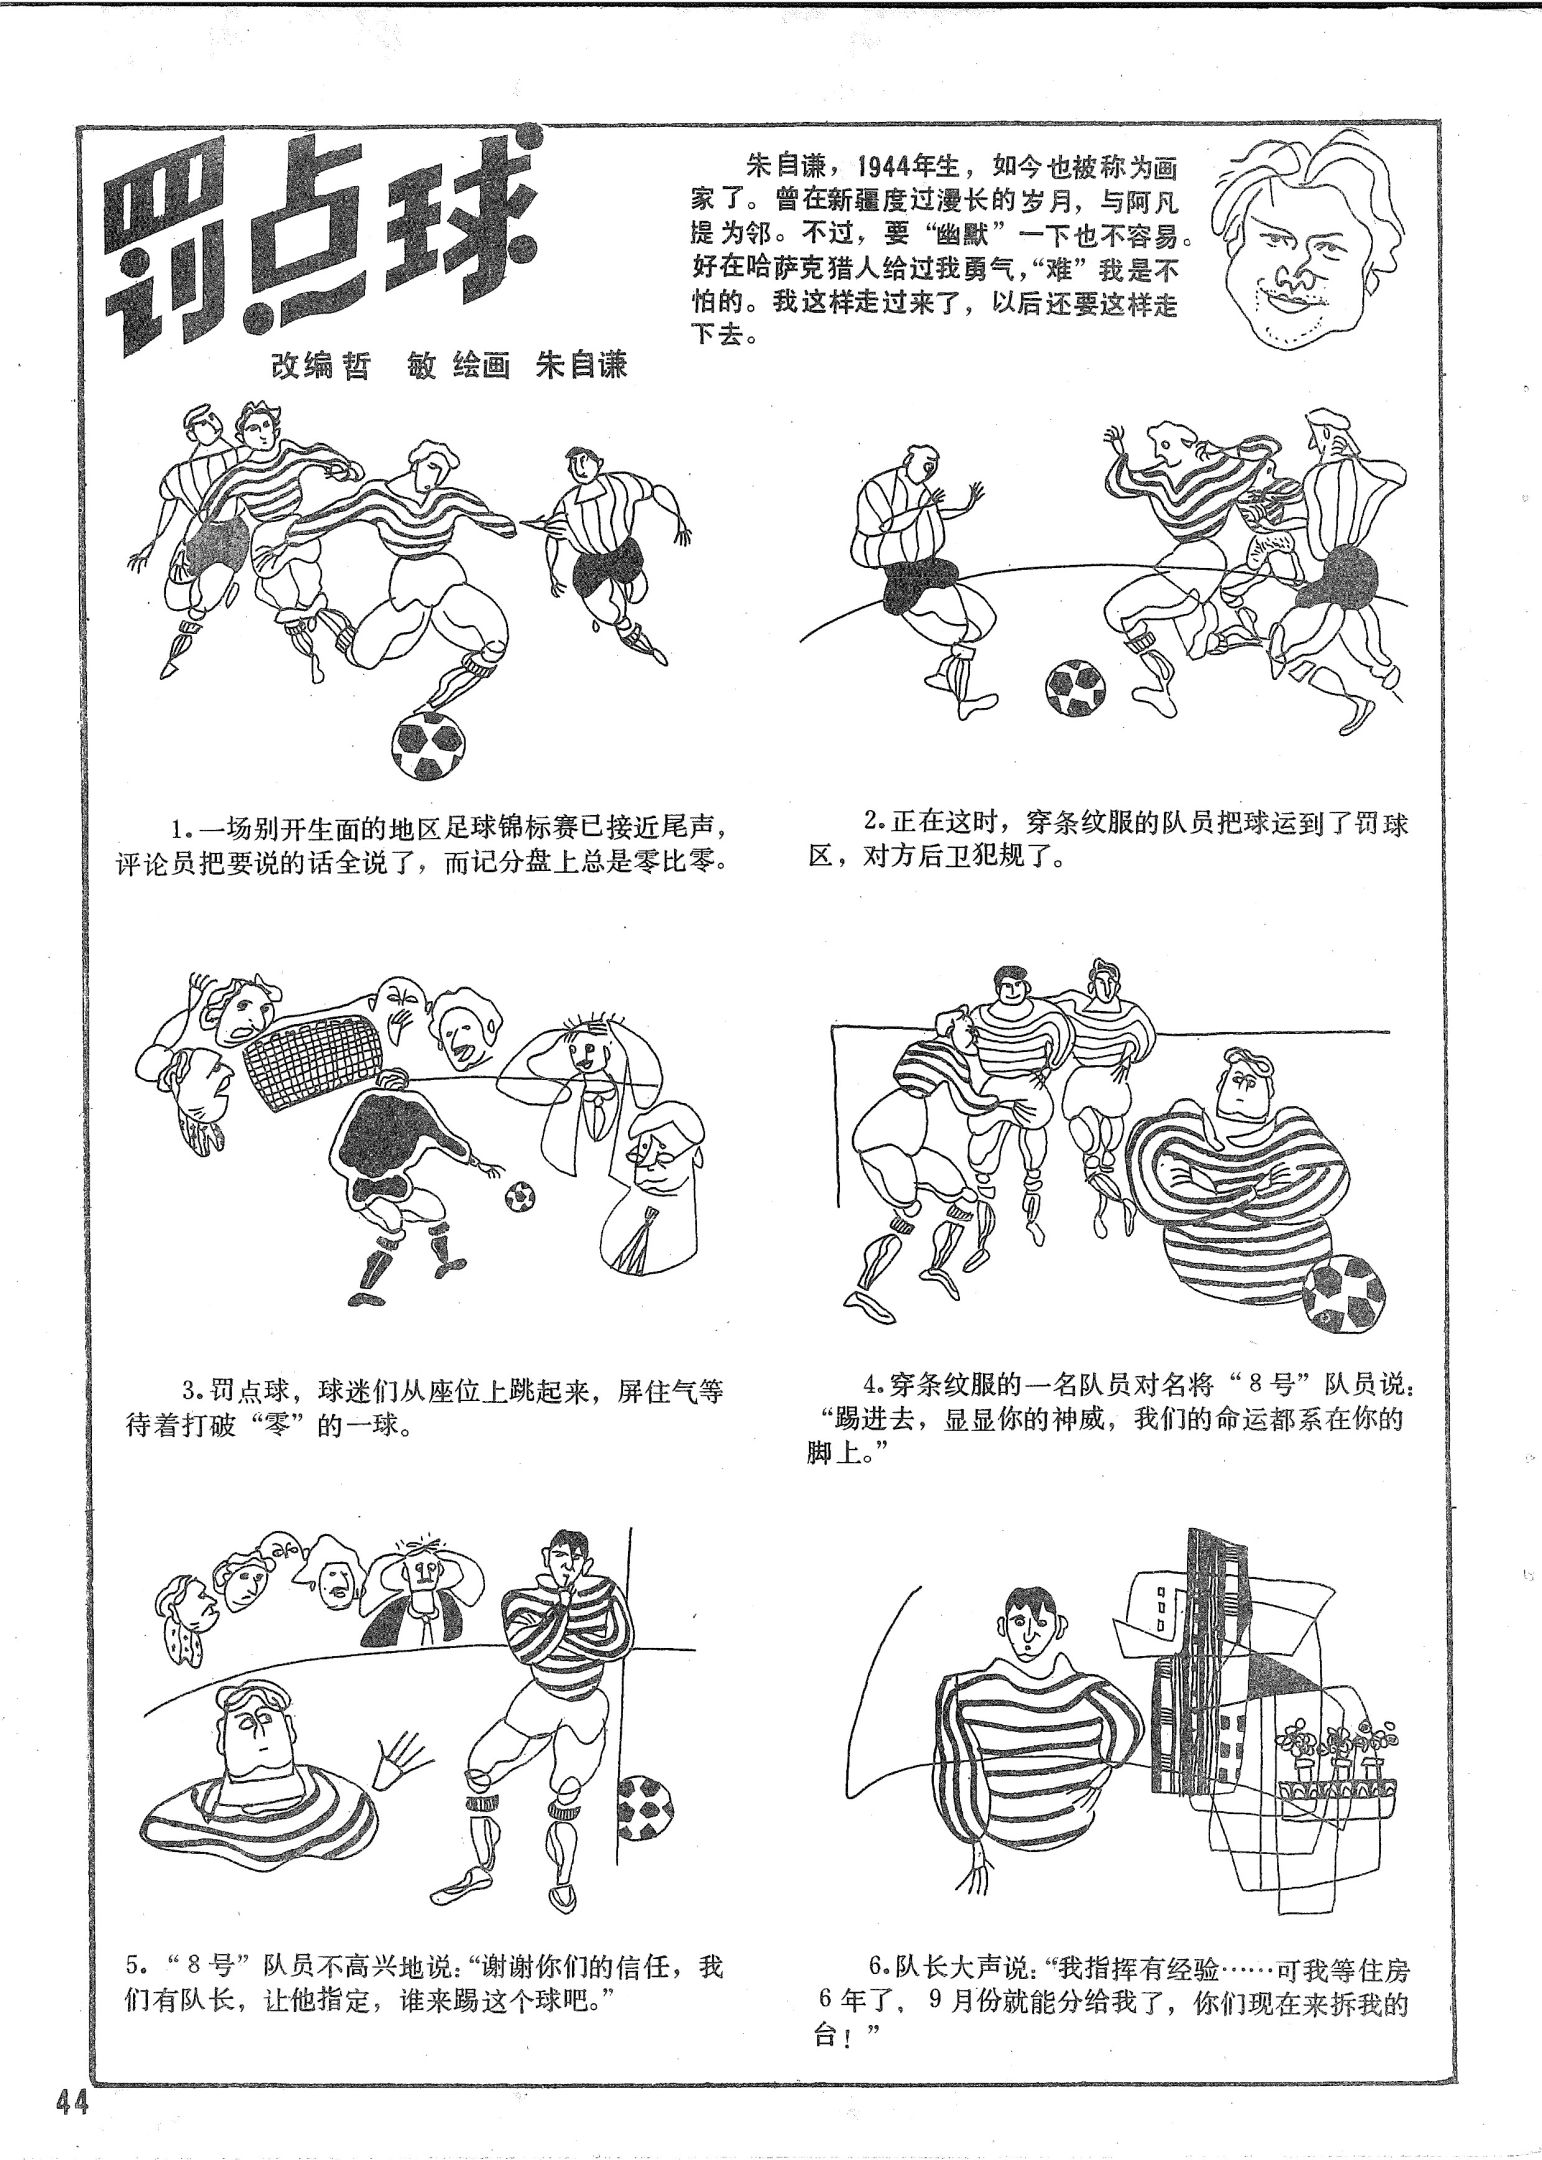 罚点球
朱自谦，1944年生，如今也被称为画
家了。曾在新疆度过漫长的岁月，与阿凡
提为邻。不过，要“幽默”一下也不容易。
好在哈萨克猎人给过我勇气，“难”我是不
怕的。我这样走过来了，以后还要这样走
下去。
改编 哲 敏 绘画 朱自谦
1.一场别开生面的地区足球锦标赛已接近尾声，
评论员把要说的话全说了，而记分盘上总是零比零。
2.正在这时，穿条纹服的队员把球运到了罚球
区，对方后卫犯规了。
3.罚点球，球迷们从座位上跳起来，屏住气等
待着打破“零”的一球。
4.穿条纹服的一名队员对名将“8号”队员说：
“踢进去，显显你的神威，我们的命运都系在你的
脚上。”
5.“8号”队员不高兴地说：“谢谢你们的信任，我
们有队长，让他指定，谁来踢这个球吧。”
6.队长大声说：“我指挥有经验……可我等住房
6年了，9月份就能分给我了，你们现在来拆我的
台！”
44